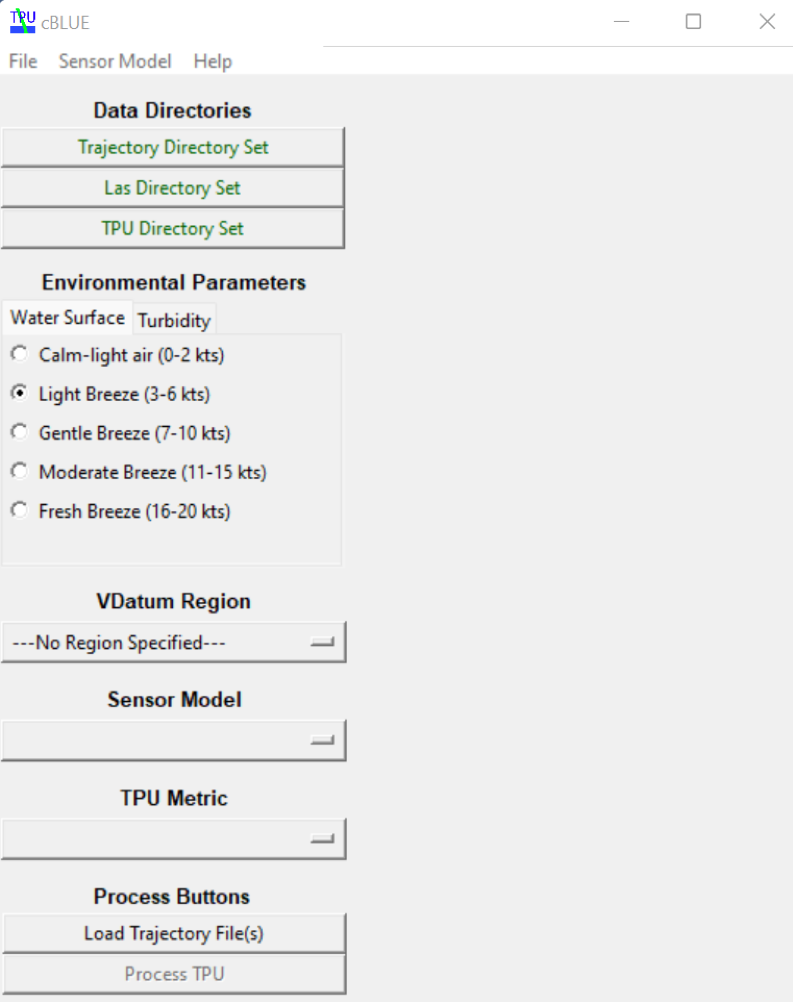 TPU cBLUE
File Sensor Model Help
Data Directories
Trajectory Directory Set
Las Directory Set
TPU Directory Set
Environmental Parameters
Water Surface Turbidity
Calm-light air (0-2 kts)
Light Breeze (3-6 kts)
Gentle Breeze (7-10 kts)
Moderate Breeze (11-15 kts)
Fresh Breeze (16-20 kts)
VDatum Region
---No Region Specified---
Sensor Model
TPU Metric
Process Buttons
Load Trajectory File(s)
Process TPU